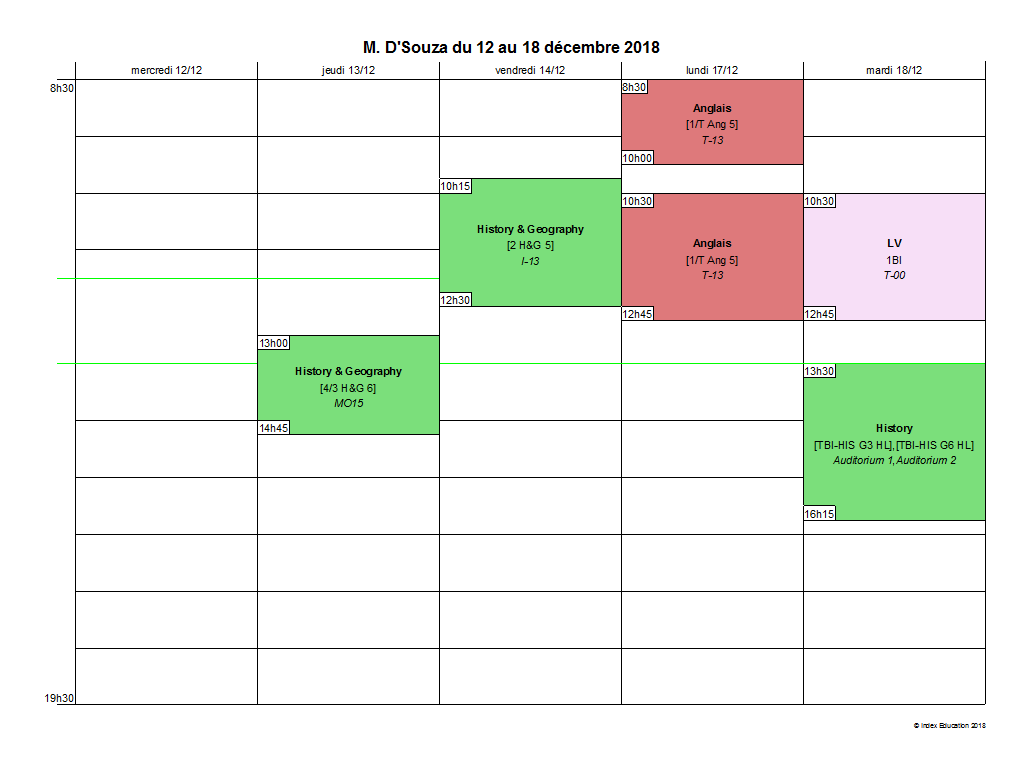 M. D'Souza du 12 au 18 décembre 2018
mercredi 12/12
jeudi 13/12
vendredi 14/12
lundi 17/12
mardi 18/12
8h30
8h30
Anglais
[1/T Ang 5]
T-13
10h00
10h15
History & Geography
[2 H&G 5]
I-13
12h30
10h30
Anglais
[1/T Ang 5]
T-13
12h45
10h30
LV
1BI
T-00
12h45
13h00
History & Geography
[4/3 H&G 6]
MO15
14h45
13h30
History
[TBI-HIS G3 HL],[TBI-HIS G6 HL]
Auditorium 1,Auditorium 2
16h15
19h30
© Index Education 2018